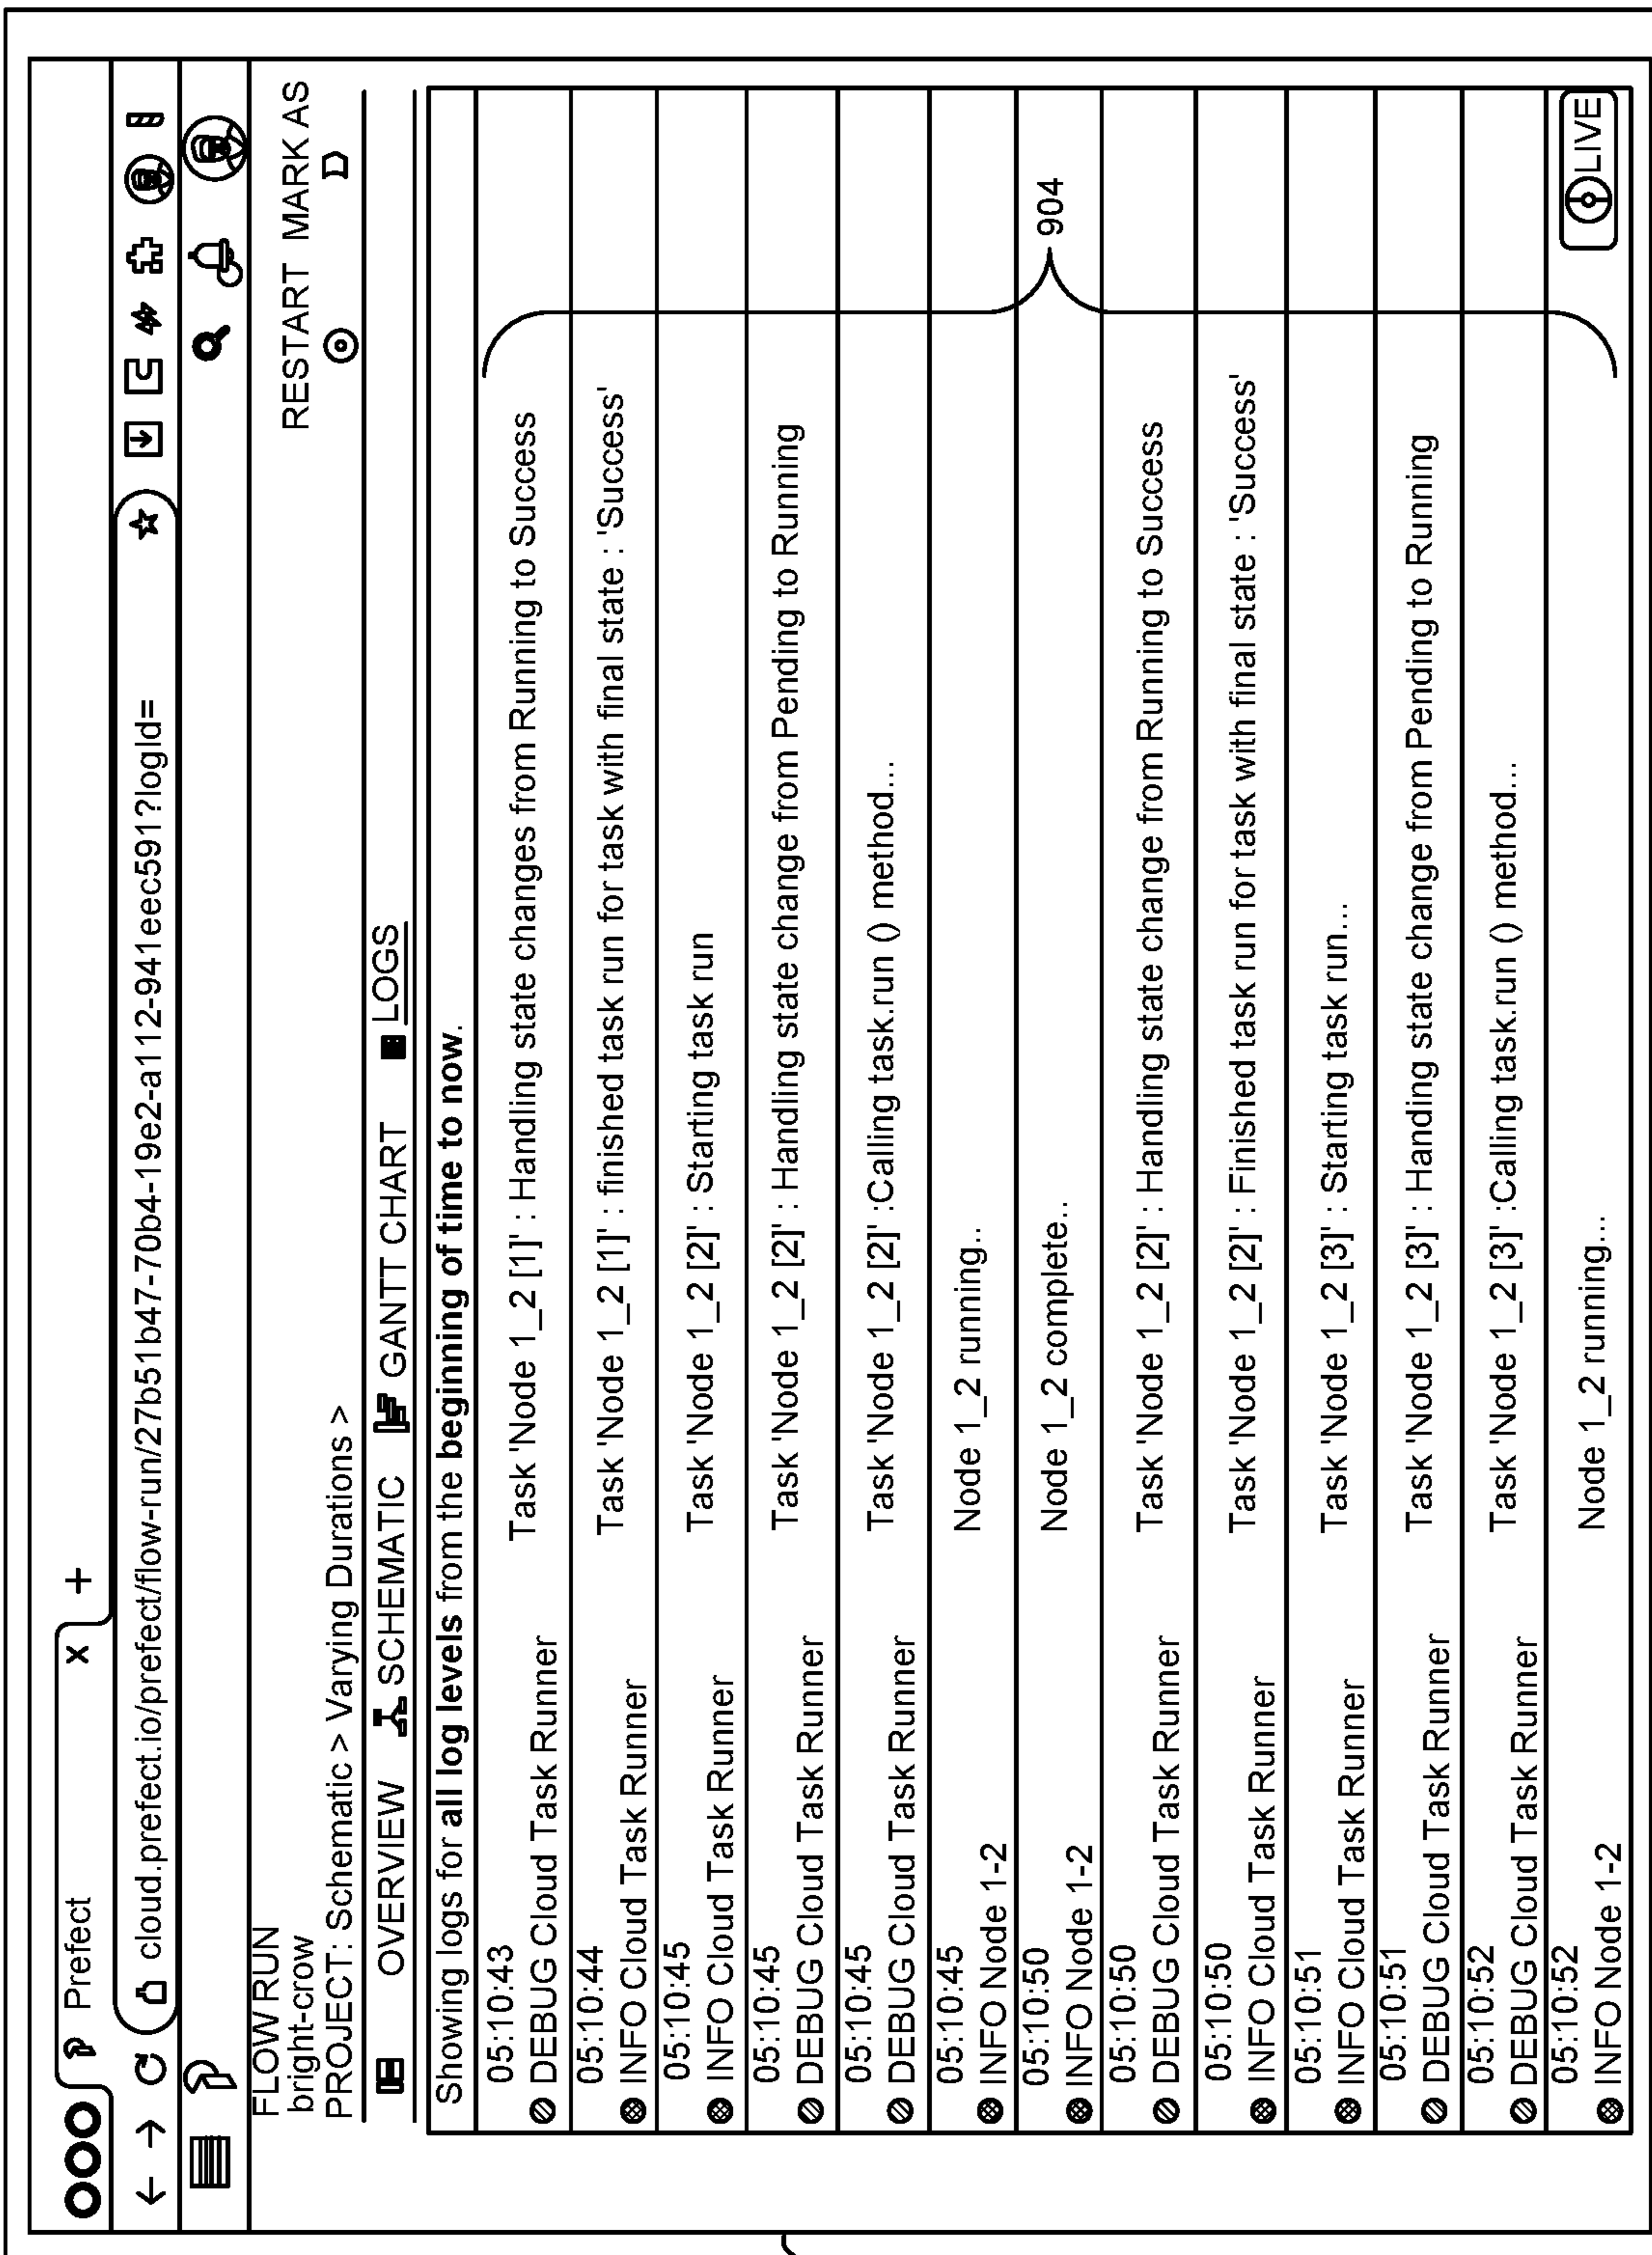 Prefect x +
cloud.prefect.io/prefect/flow-run/27b51b47-70b4-19e2-a112-941eec591?logId=
FLOW RUN
bright-crow
RESTART MARK AS
PROJECT: Schematic > Varying Durations >
OVERVIEW SCHEMATIC GANTT CHART LOGS
Showing logs for all log levels from the beginning of time to now.
05:10:43
DEBUG Cloud Task Runner Task 'Node 1_2 [1]' : Handling state changes from Running to Success
05:10:44
INFO Cloud Task Runner Task 'Node 1_2 [1]' : finished task run for task with final state : 'Success'
05:10:45
INFO Cloud Task Runner Task 'Node 1_2 [2]' : Starting task run
05:10:45
DEBUG Cloud Task Runner Task 'Node 1_2 [2]' : Handling state change from Pending to Running
05:10:45
DEBUG Cloud Task Runner Task 'Node 1_2 [2]' :Calling task.run () method...
05:10:45
INFO Node 1-2 Node 1_2 running...
904
05:10:50
INFO Node 1-2 Node 1_2 complete..
05:10:50
DEBUG Cloud Task Runner Task 'Node 1_2 [2]' : Handling state change from Running to Success
05:10:50
INFO Cloud Task Runner Task 'Node 1_2 [2]' : Finished task run for task with final state : 'Success'
05:10:51
INFO Cloud Task Runner Task 'Node 1_2 [3]' : Starting task run...
05:10:51
DEBUG Cloud Task Runner Task 'Node 1_2 [3]' : Handing state change from Pending to Running
05:10:52
DEBUG Cloud Task Runner Task 'Node 1_2 [3]' :Calling task.run () method...
05:10:52
INFO Node 1-2 Node 1_2 running...
LIVE